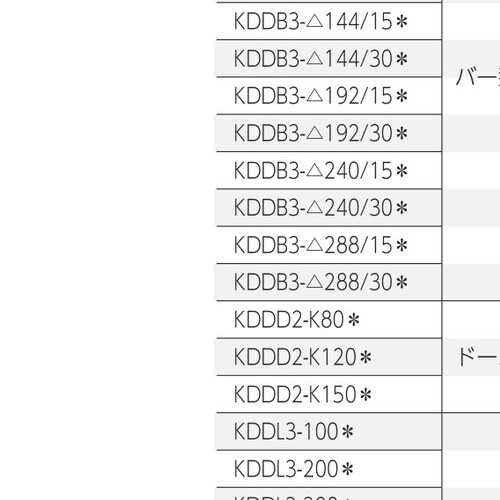 KDDB3-△144/15＊
KDDB3-△144/30＊
バー
KDDB3-△192/15＊
KDDB3-△192/30＊
KDDB3-△240/15＊
KDDB3-△240/30＊
KDDB3-△288/15＊
KDDB3-△288/30＊
KDDD2-K80＊
KDDD2-K120＊ ドー
KDDD2-K150＊
KDDL3-100＊
KDDL3-200＊